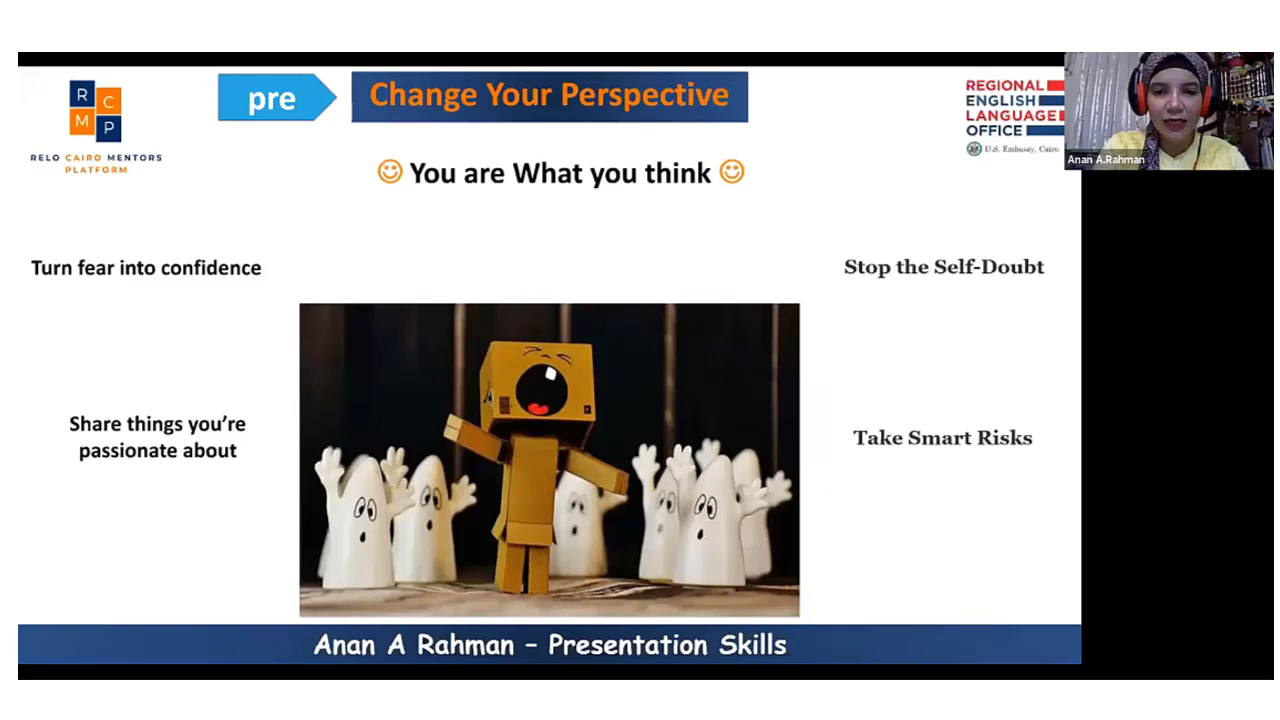 R
C
M
P
RELO CAIRO MENTORS
PLATFORM
pre
Change Your Perspective
REGIONAL
ENGLISH
LANGUAGE
OFFICE
U.S. Embassy, Cairo
Anan A.Rahman
☺ You are What you think ☺
Turn fear into confidence
Stop the Self-Doubt
Share things you’re
passionate about
Take Smart Risks
Anan A Rahman – Presentation Skills